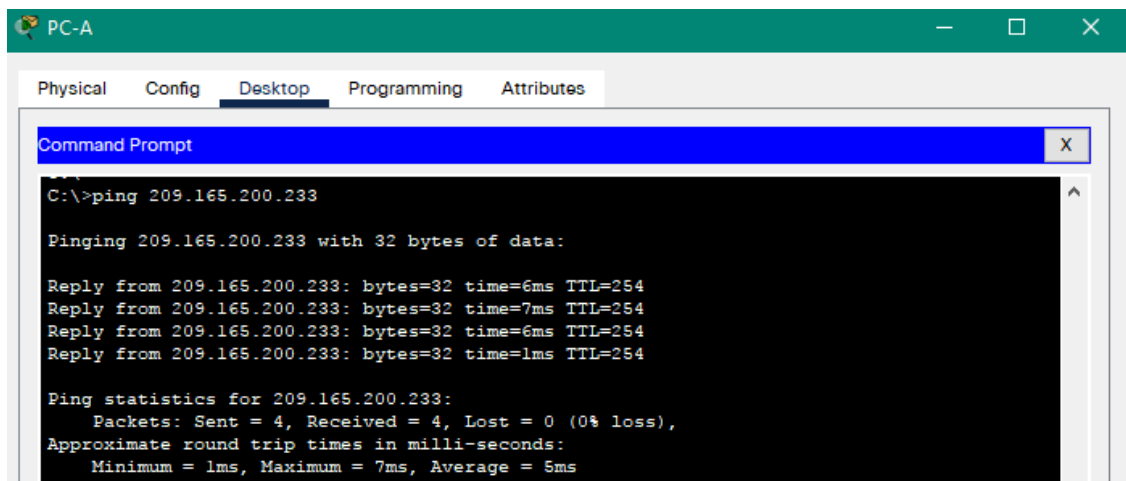 PC-A
Physical Config Desktop Programming Attributes
Command Prompt
X
C:\>ping 209.165.200.233
Pinging 209.165.200.233 with 32 bytes of data:
Reply from 209.165.200.233: bytes=32 time=6ms TTL=254
Reply from 209.165.200.233: bytes=32 time=7ms TTL=254
Reply from 209.165.200.233: bytes=32 time=6ms TTL=254
Reply from 209.165.200.233: bytes=32 time=1ms TTL=254
Ping statistics for 209.165.200.233:
Packets: Sent = 4, Received = 4, Lost = 0 (0% loss),
Approximate round trip times in milli-seconds:
Minimum = 1ms, Maximum = 7ms, Average = 5ms